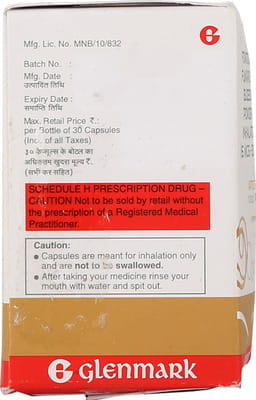 Mfg. Lic. No. MNB/10/832
Batch No. :
Mfg. Date :
उत्पादित तिथि
Expiry Date :
समाप्ति तिथि
Max. Retail Price ₹.:
per Bottle of 30 Capsules
(Incl. of all Taxes)
३० केप्सुल्स के बोतल का
अधिकतम खुदरा मूल्य ₹.
(सभी कर सहित)
SCHEDULE H PRESCRIPTION DRUG –
CAUTION Not to be sold by retail without
the prescription of a Registered Medical
Practitioner.
Caution:
• Capsules are meant for inhalation only
and are not to be swallowed.
• After taking your medicine rinse your
mouth with water and spit out.
G GLENMARK